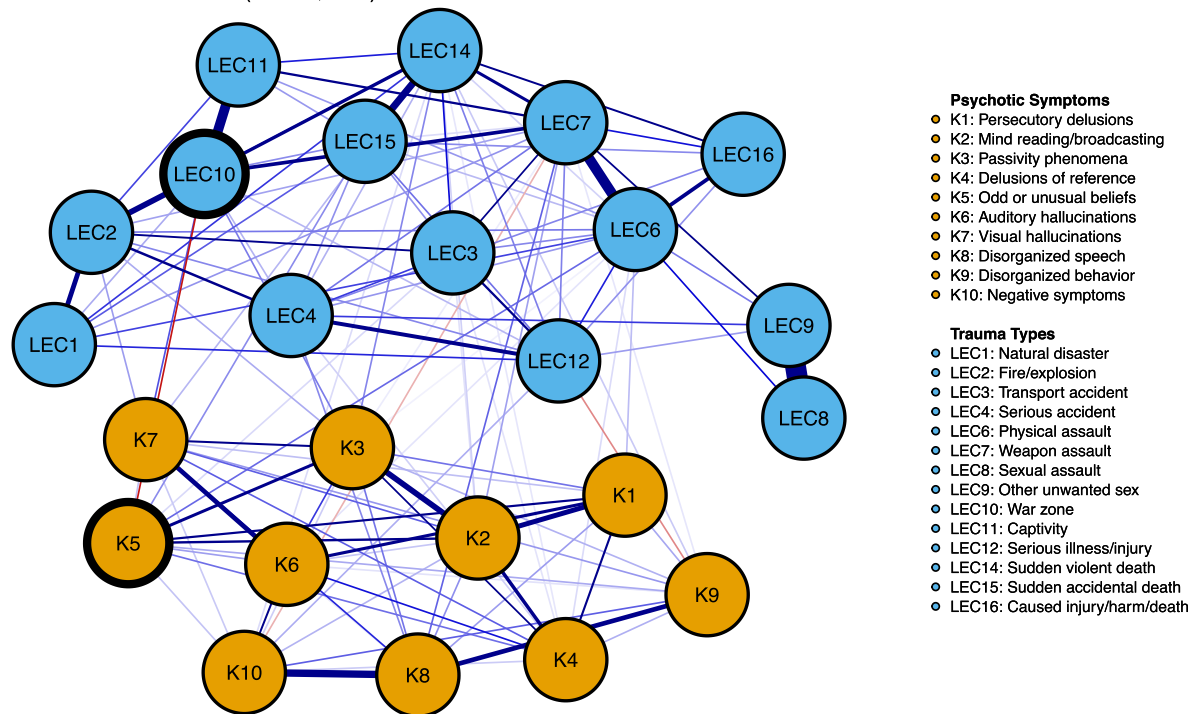 LEC14
LEC11
LEC7
LEC15
LEC16
LEC10
LEC2
LEC6
LEC3
LEC4
LEC9
LEC1
LEC12
LEC8
K7
K3
K1
K5
K2
K6
K9
K4
K10
K8
Psychotic Symptoms
K1: Persecutory delusions
K2: Mind reading/broadcasting
K3: Passivity phenomena
K4: Delusions of reference
K5: Odd or unusual beliefs
K6: Auditory hallucinations
K7: Visual hallucinations
K8: Disorganized speech
K9: Disorganized behavior
K10: Negative symptoms
Trauma Types
LEC1: Natural disaster
LEC2: Fire/explosion
LEC3: Transport accident
LEC4: Serious accident
LEC6: Physical assault
LEC7: Weapon assault
LEC8: Sexual assault
LEC9: Other unwanted sex
LEC10: War zone
LEC11: Captivity
LEC12: Serious illness/injury
LEC14: Sudden violent death
LEC15: Sudden accidental death
LEC16: Caused injury/harm/death